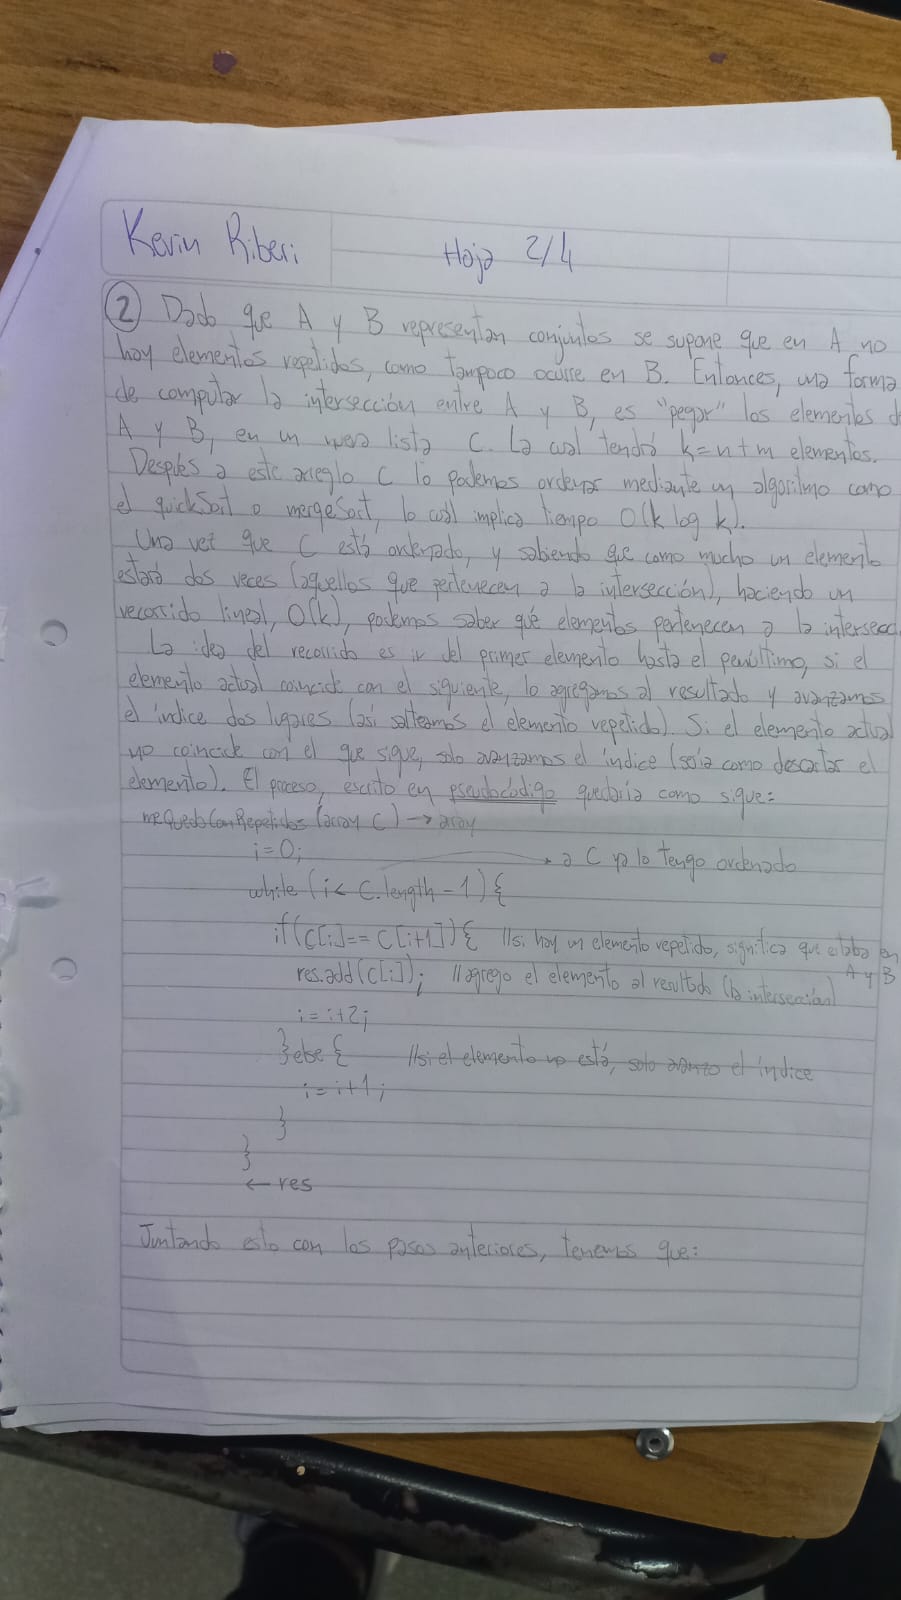 Kevin Riberi
Hoja 2/4
② Dado que A y B representan conjuntos se supone que en A no
hay elementos repetidos, como tampoco ocurre en B. Entonces, una forma
de computar la intersección entre A y B, es "pegar" los elementos d
A y B, en un nueva lista C. La cual tendrá k=n+m elementos.
Después a este arreglo C lo podemos ordenar mediante un algoritmo como
el quickSort o mergeSort, lo cual implica tiempo O(k log k).
Una vez que C está ordenado, y sabiendo que como mucho un elemento
estará dos veces (aquellos que pertenecen a la intersección), haciendo un
recorrido lineal, O(k), podemos saber qué elementos pertenecen a la intersecc
La idea del recorrido es ir del primer elemento hasta el penúltimo, si el
elemento actual coincide con el siguiente, lo agregamos al resultado y avanzamos
el índice dos lugares (así salteamos el elemento repetido). Si el elemento actual
no coincide con el que sigue, solo avanzamos el índice (sería como descartar el
elemento). El proceso, escrito en pseudocódigo quedaría como sigue:
meQuedoConRepetidos (array C) → array
i=0;
→ a C ya lo tengo ordenado
while (i < C.length - 1) {
if (C[i] == C[i+1]) { //si hay un elemento repetido, significa que estaba en
A y B
res.add(C[i]); //agrego el elemento al resultado (la intersección)
i = i+2;
} else { //si el elemento no está, solo avanzo el índice
i = i+1;
}
}
← res
Juntando esto con los pasos anteriores, tenemos que: